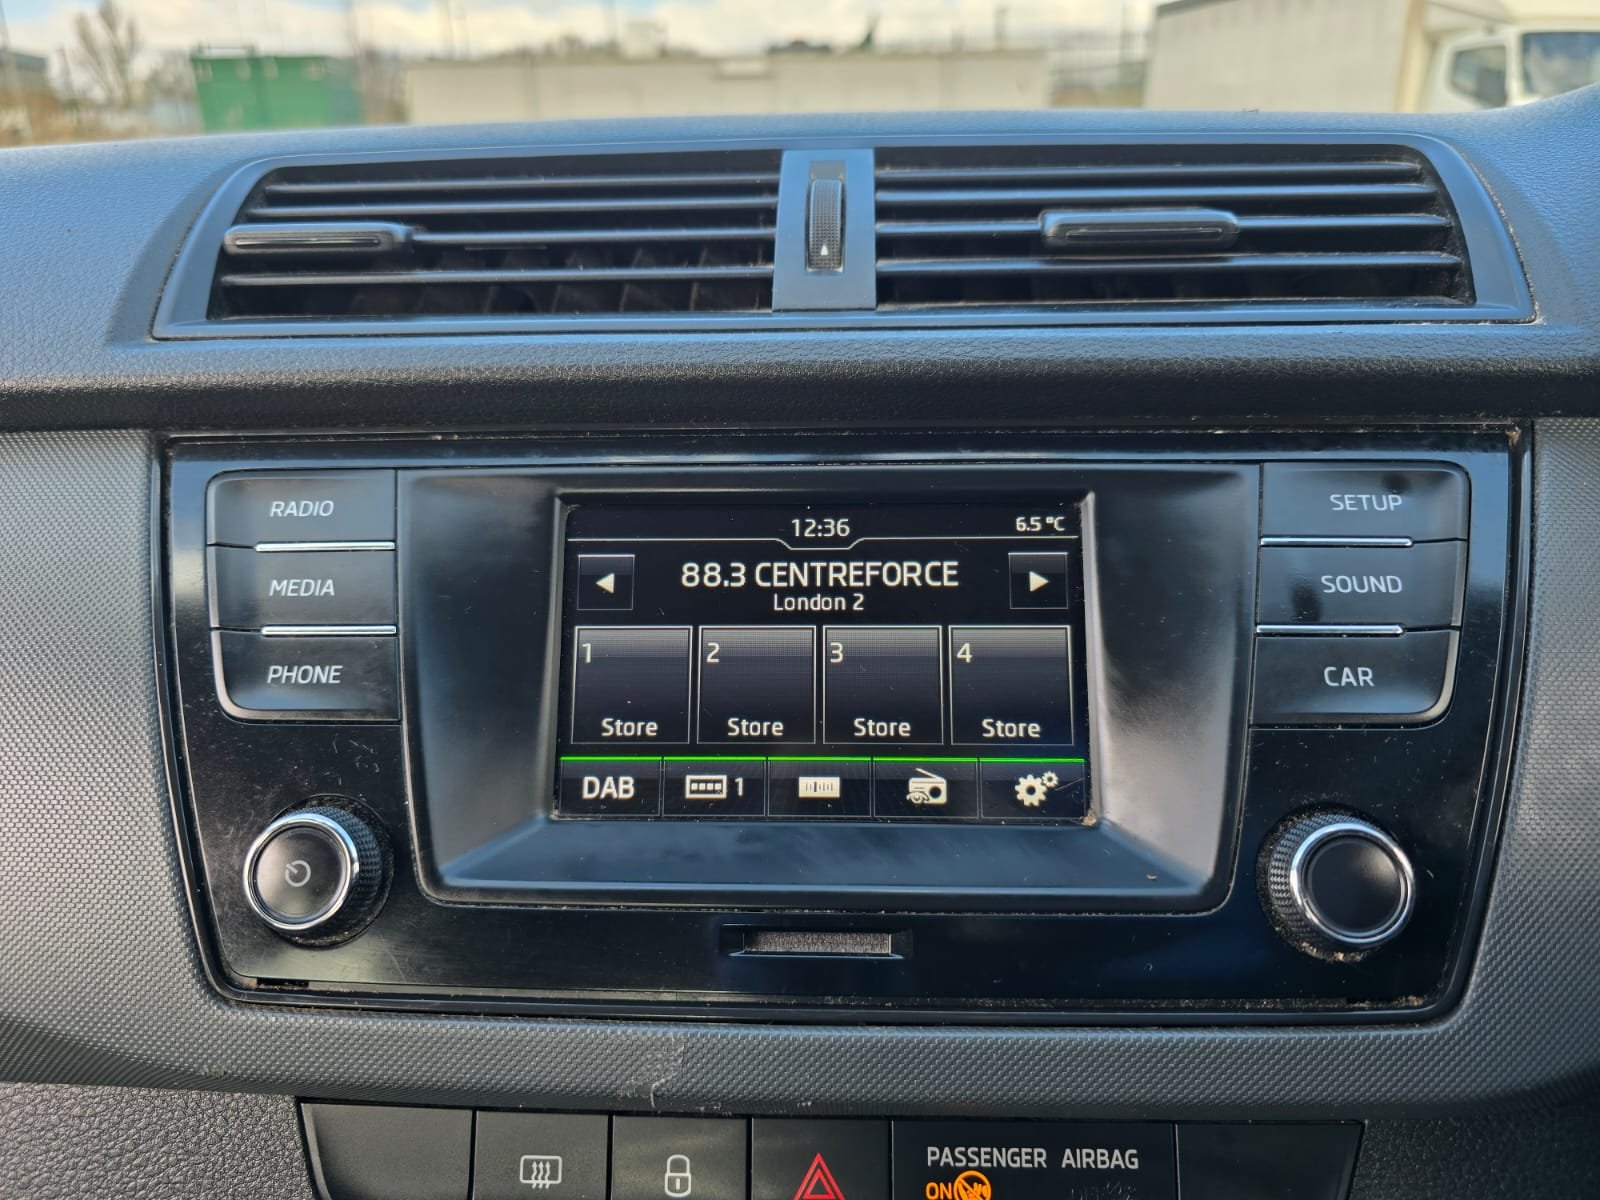 RADIO
MEDIA
PHONE
12:36
6.5 °C
88.3 CENTREFORCE
London 2
1
2
3
4
Store
Store
Store
Store
DAB
1
SETUP
SOUND
CAR
PASSENGER AIRBAG
ON